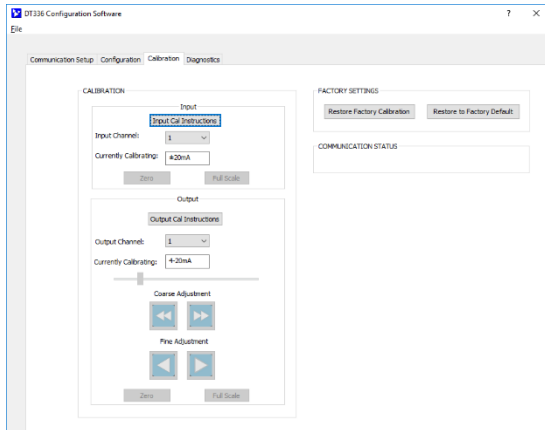 DT336 Configuration Software ? ×
File
Communication Setup Configuration Calibration Diagnostics
CALIBRATION
Input
Input Cal Instructions
Input Channel: 1
Currently Calibrating: ±20mA
Zero Full Scale
Output
Output Cal Instructions
Output Channel: 1
Currently Calibrating: 4-20mA
Coarse Adjustment
Fine Adjustment
Zero Full Scale
FACTORY SETTINGS
Restore Factory Calibration Restore to Factory Default
COMMUNICATION STATUS